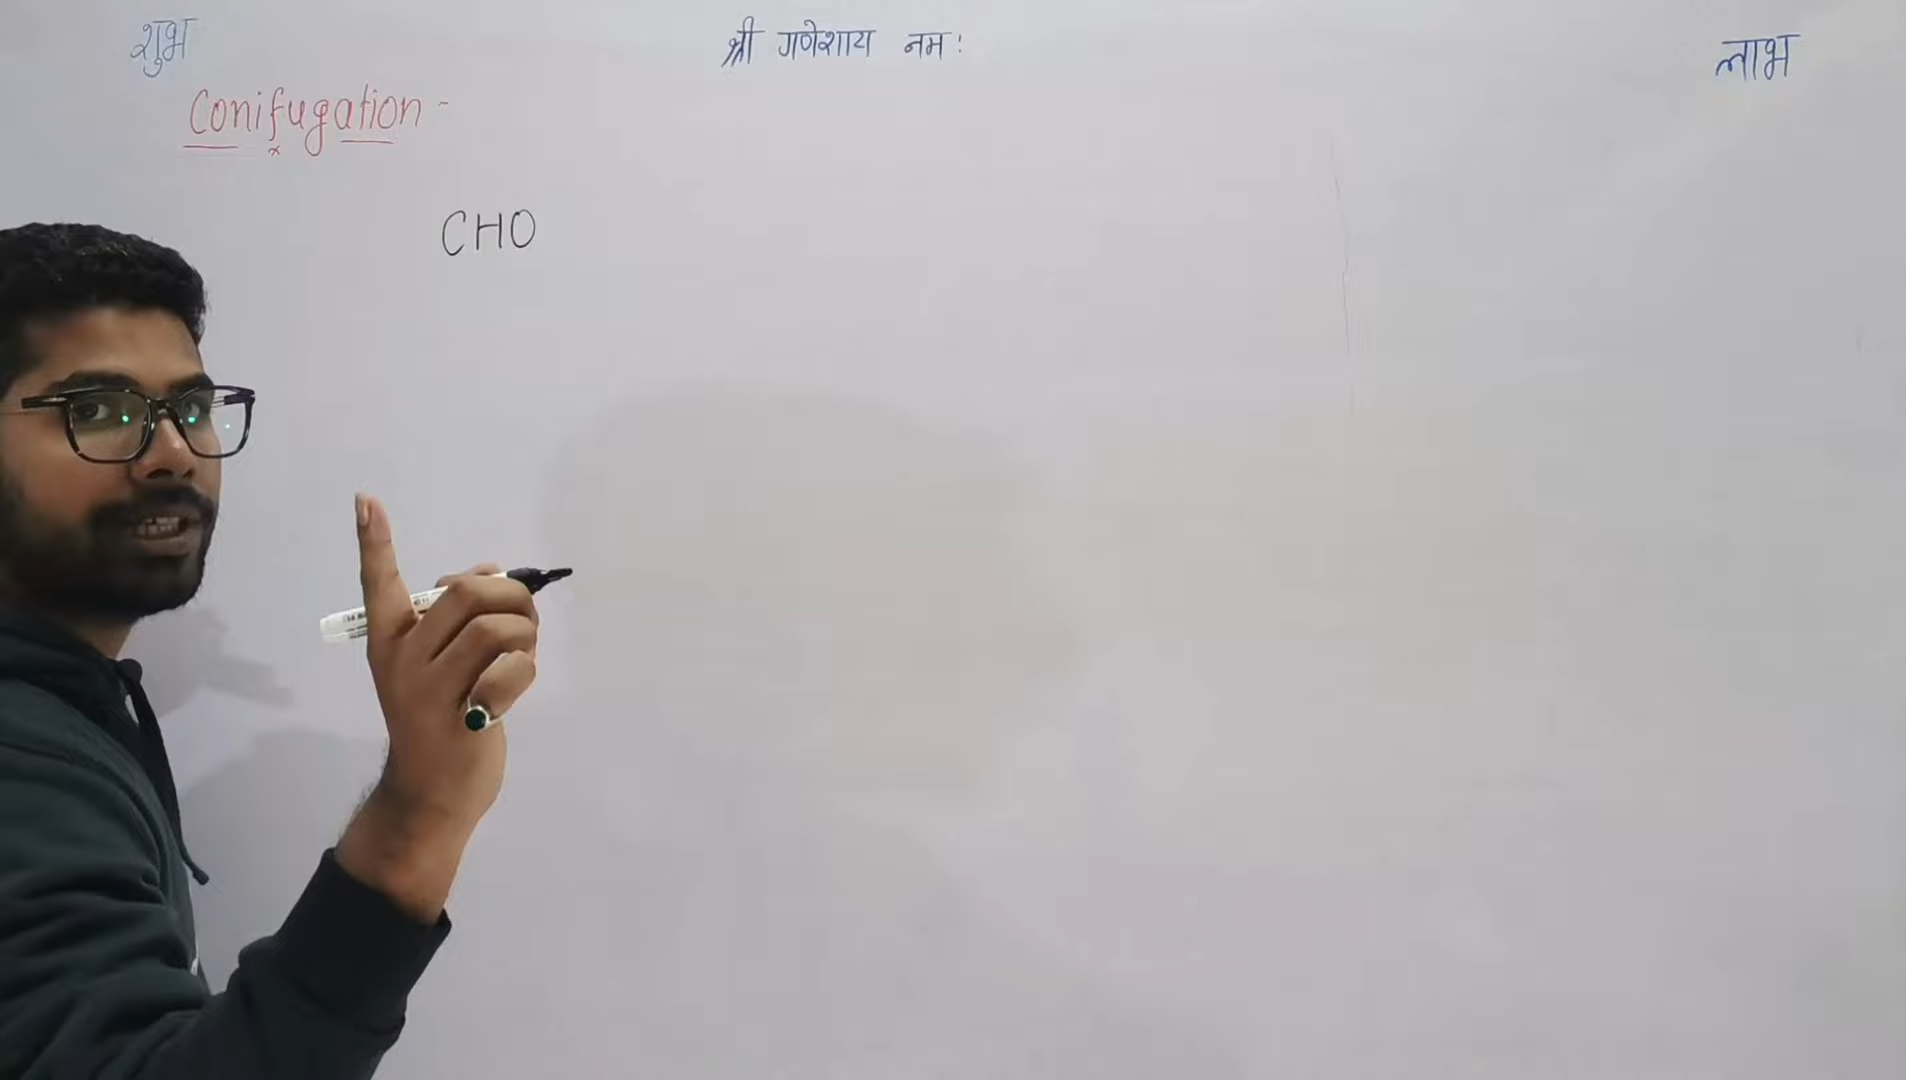 शुभ श्री गणेशाय नमः लाभ
Conifugation -
CHO